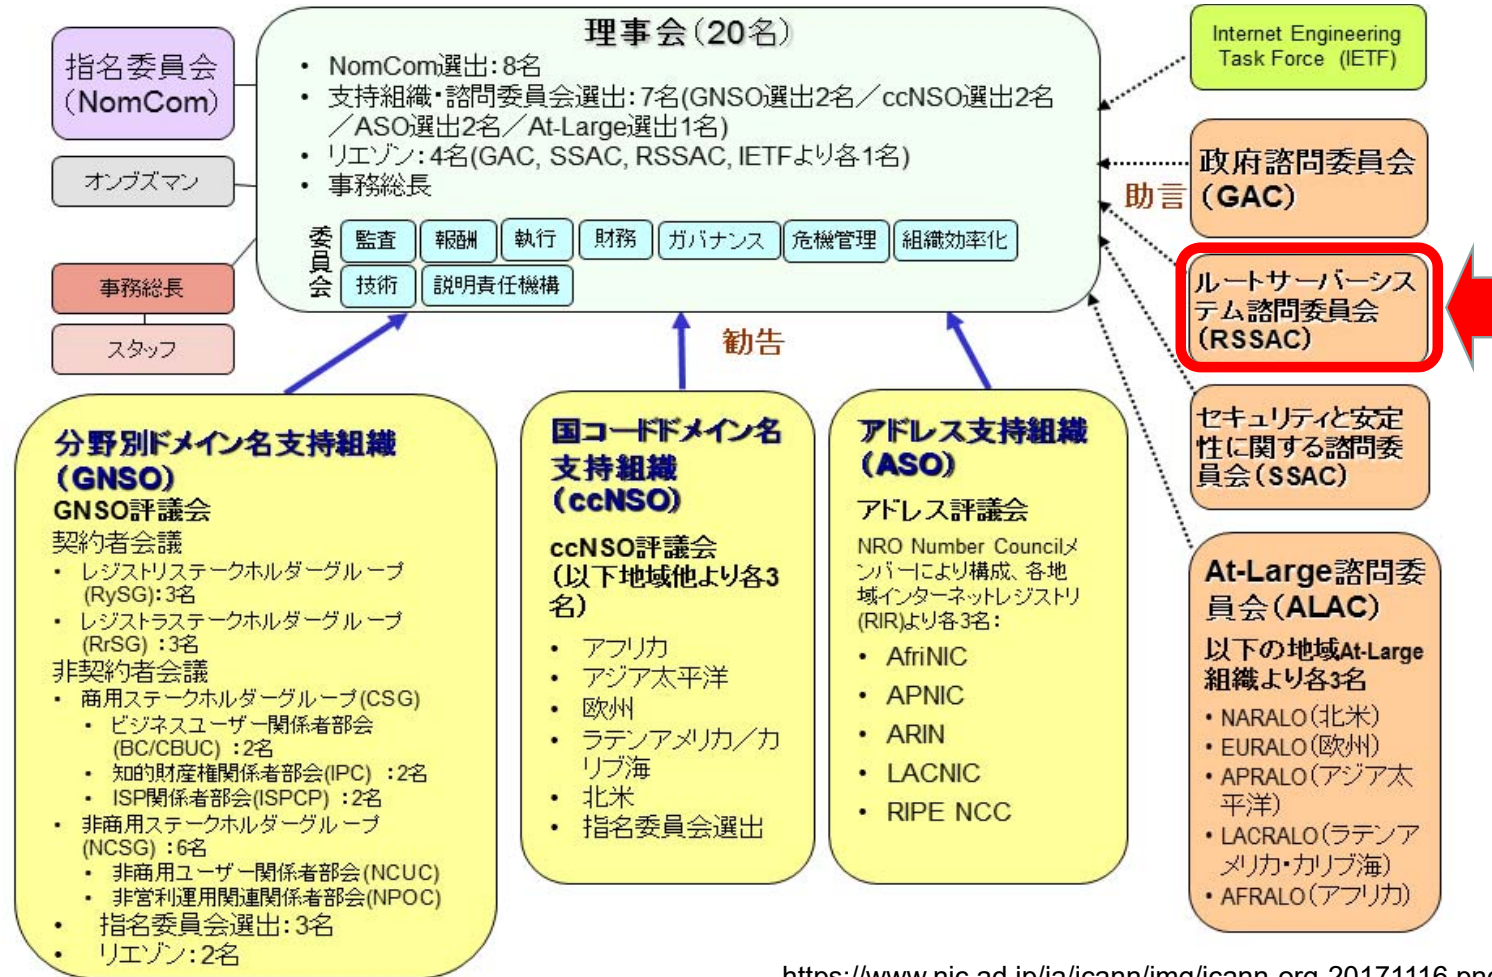 指名委員会
(NomCom)
オンブズマン
事務総長
スタッフ
理事会(20名)
• NomCom選出:8名
• 支持組織・諮問委員会選出:7名(GNSO選出2名/ccNSO選出2名
/ASO選出2名/At-Large選出1名)
• リエゾン:4名(GAC, SSAC, RSSAC, IETFより各1名)
• 事務総長
委員会
監査 報酬 執行 財務 ガバナンス 危機管理 組織効率化
技術 説明責任機構
Internet Engineering
Task Force (IETF)
政府諮問委員会
(GAC)
助言
ルートサーバーシス
テム諮問委員会
(RSSAC)
セキュリティと安定
性に関する諮問委
員会(SSAC)
At-Large諮問委
員会(ALAC)
以下の地域At-Large
組織より各3名
• NARALO(北米)
• EURALO(欧州)
• APRALO(アジア太
平洋)
• LACRALO(ラテンア
メリカ・カリブ海)
• AFRALO(アフリカ)
勧告
分野別ドメイン名支持組織
(GNSO)
GNSO評議会
契約者会議
• レジストリステークホルダーグループ
(RySG):3名
• レジストラステークホルダーグループ
(RrSG):3名
非契約者会議
• 商用ステークホルダーグループ(CSG)
• ビジネスユーザー関係者部会
(BC/CBUC):2名
• 知的財産権関係者部会(IPC):2名
• ISP関係者部会(ISPCP):2名
• 非商用ステークホルダーグループ
(NCSG):6名
• 非商用ユーザー関係者部会(NCUC)
• 非営利運用関連関係者部会(NPOC)
• 指名委員会選出:3名
• リエゾン:2名
国コードドメイン名
支持組織
(ccNSO)
ccNSO評議会
(以下地域他より各3
名)
• アフリカ
• アジア太平洋
• 欧州
• ラテンアメリカ/カ
リブ海
• 北米
• 指名委員会選出
アドレス支持組織
(ASO)
アドレス評議会
NRO Number Councilメ
ンバーにより構成、各地
域インターネットレジストリ
(RIR)より各3名:
• AfriNIC
• APNIC
• ARIN
• LACNIC
• RIPE NCC
https://www.nic.ad.jp/ja/icann/img/icann-org-20171116.png